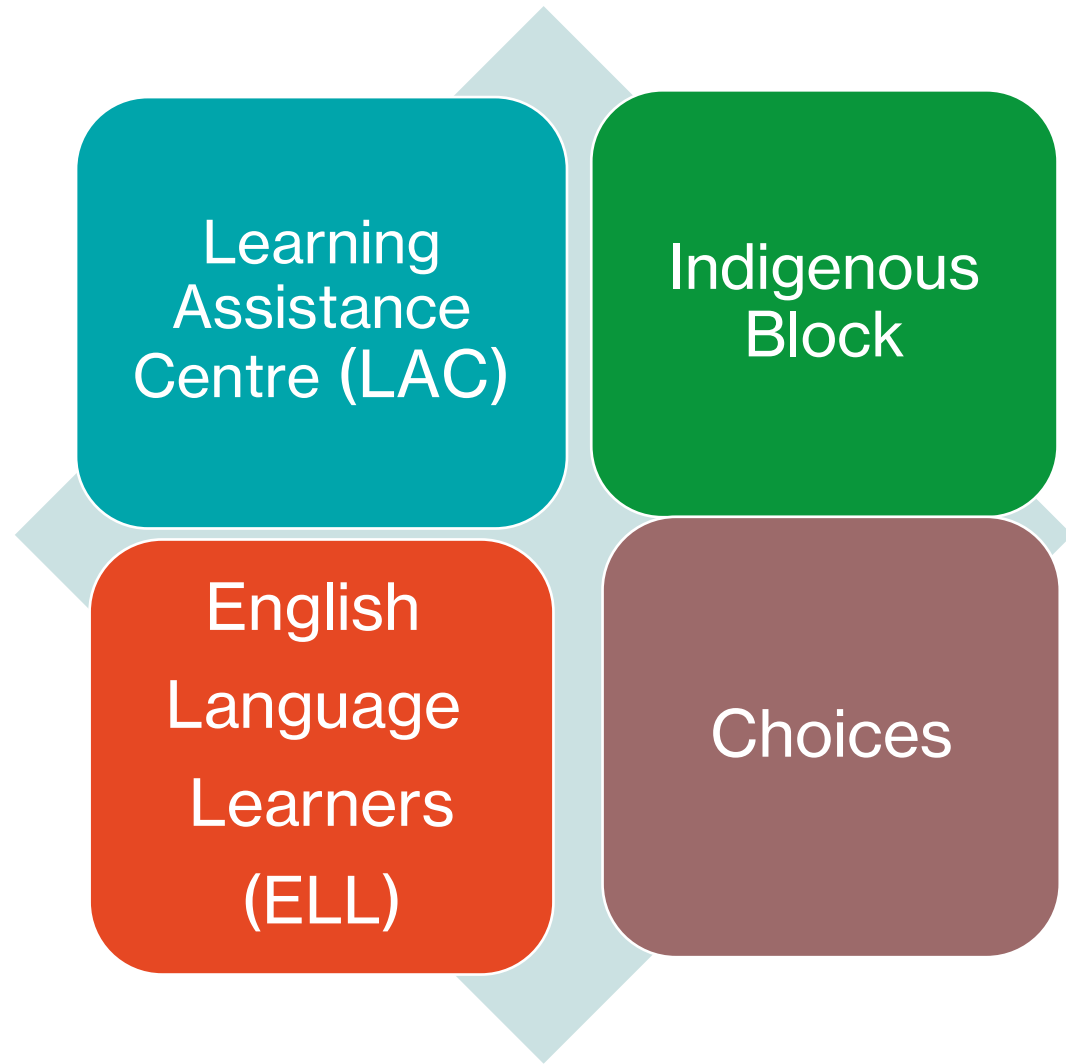 Learning
Assistance
Centre (LAC)
Indigenous
Block
English
Language
Learners
(ELL)
Choices